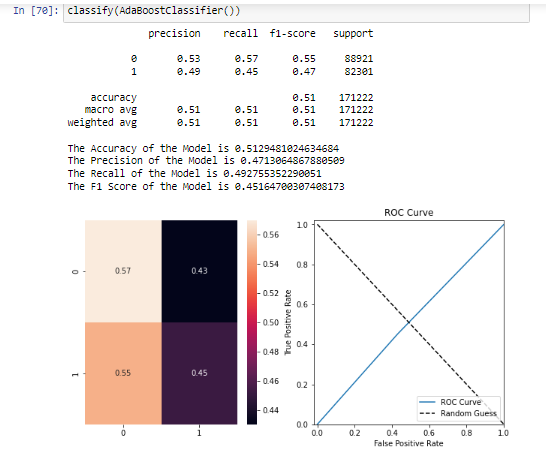 In [70]: classify(AdaBoostClassifier())
precision recall f1-score support
0 0.53 0.57 0.55 88921
1 0.49 0.45 0.47 82301
accuracy 0.51 171222
macro avg 0.51 0.51 0.51 171222
weighted avg 0.51 0.51 0.51 171222
The Accuracy of the Model is 0.5129481024634684
The Precision of the Model is 0.4713064867880509
The Recall of the Model is 0.492755352290051
The F1 Score of the Model is 0.45164700307408173
0
0.57 0.43
1
0.55 0.45
0 1
0.56
0.54
0.52
0.50
0.48
0.46
0.44
ROC Curve
True Positive Rate
1.0
0.8
0.6
0.4
0.2
0.0
ROC Curve
Random Guess
0.0 0.2 0.4 0.6 0.8 1.0
False Positive Rate